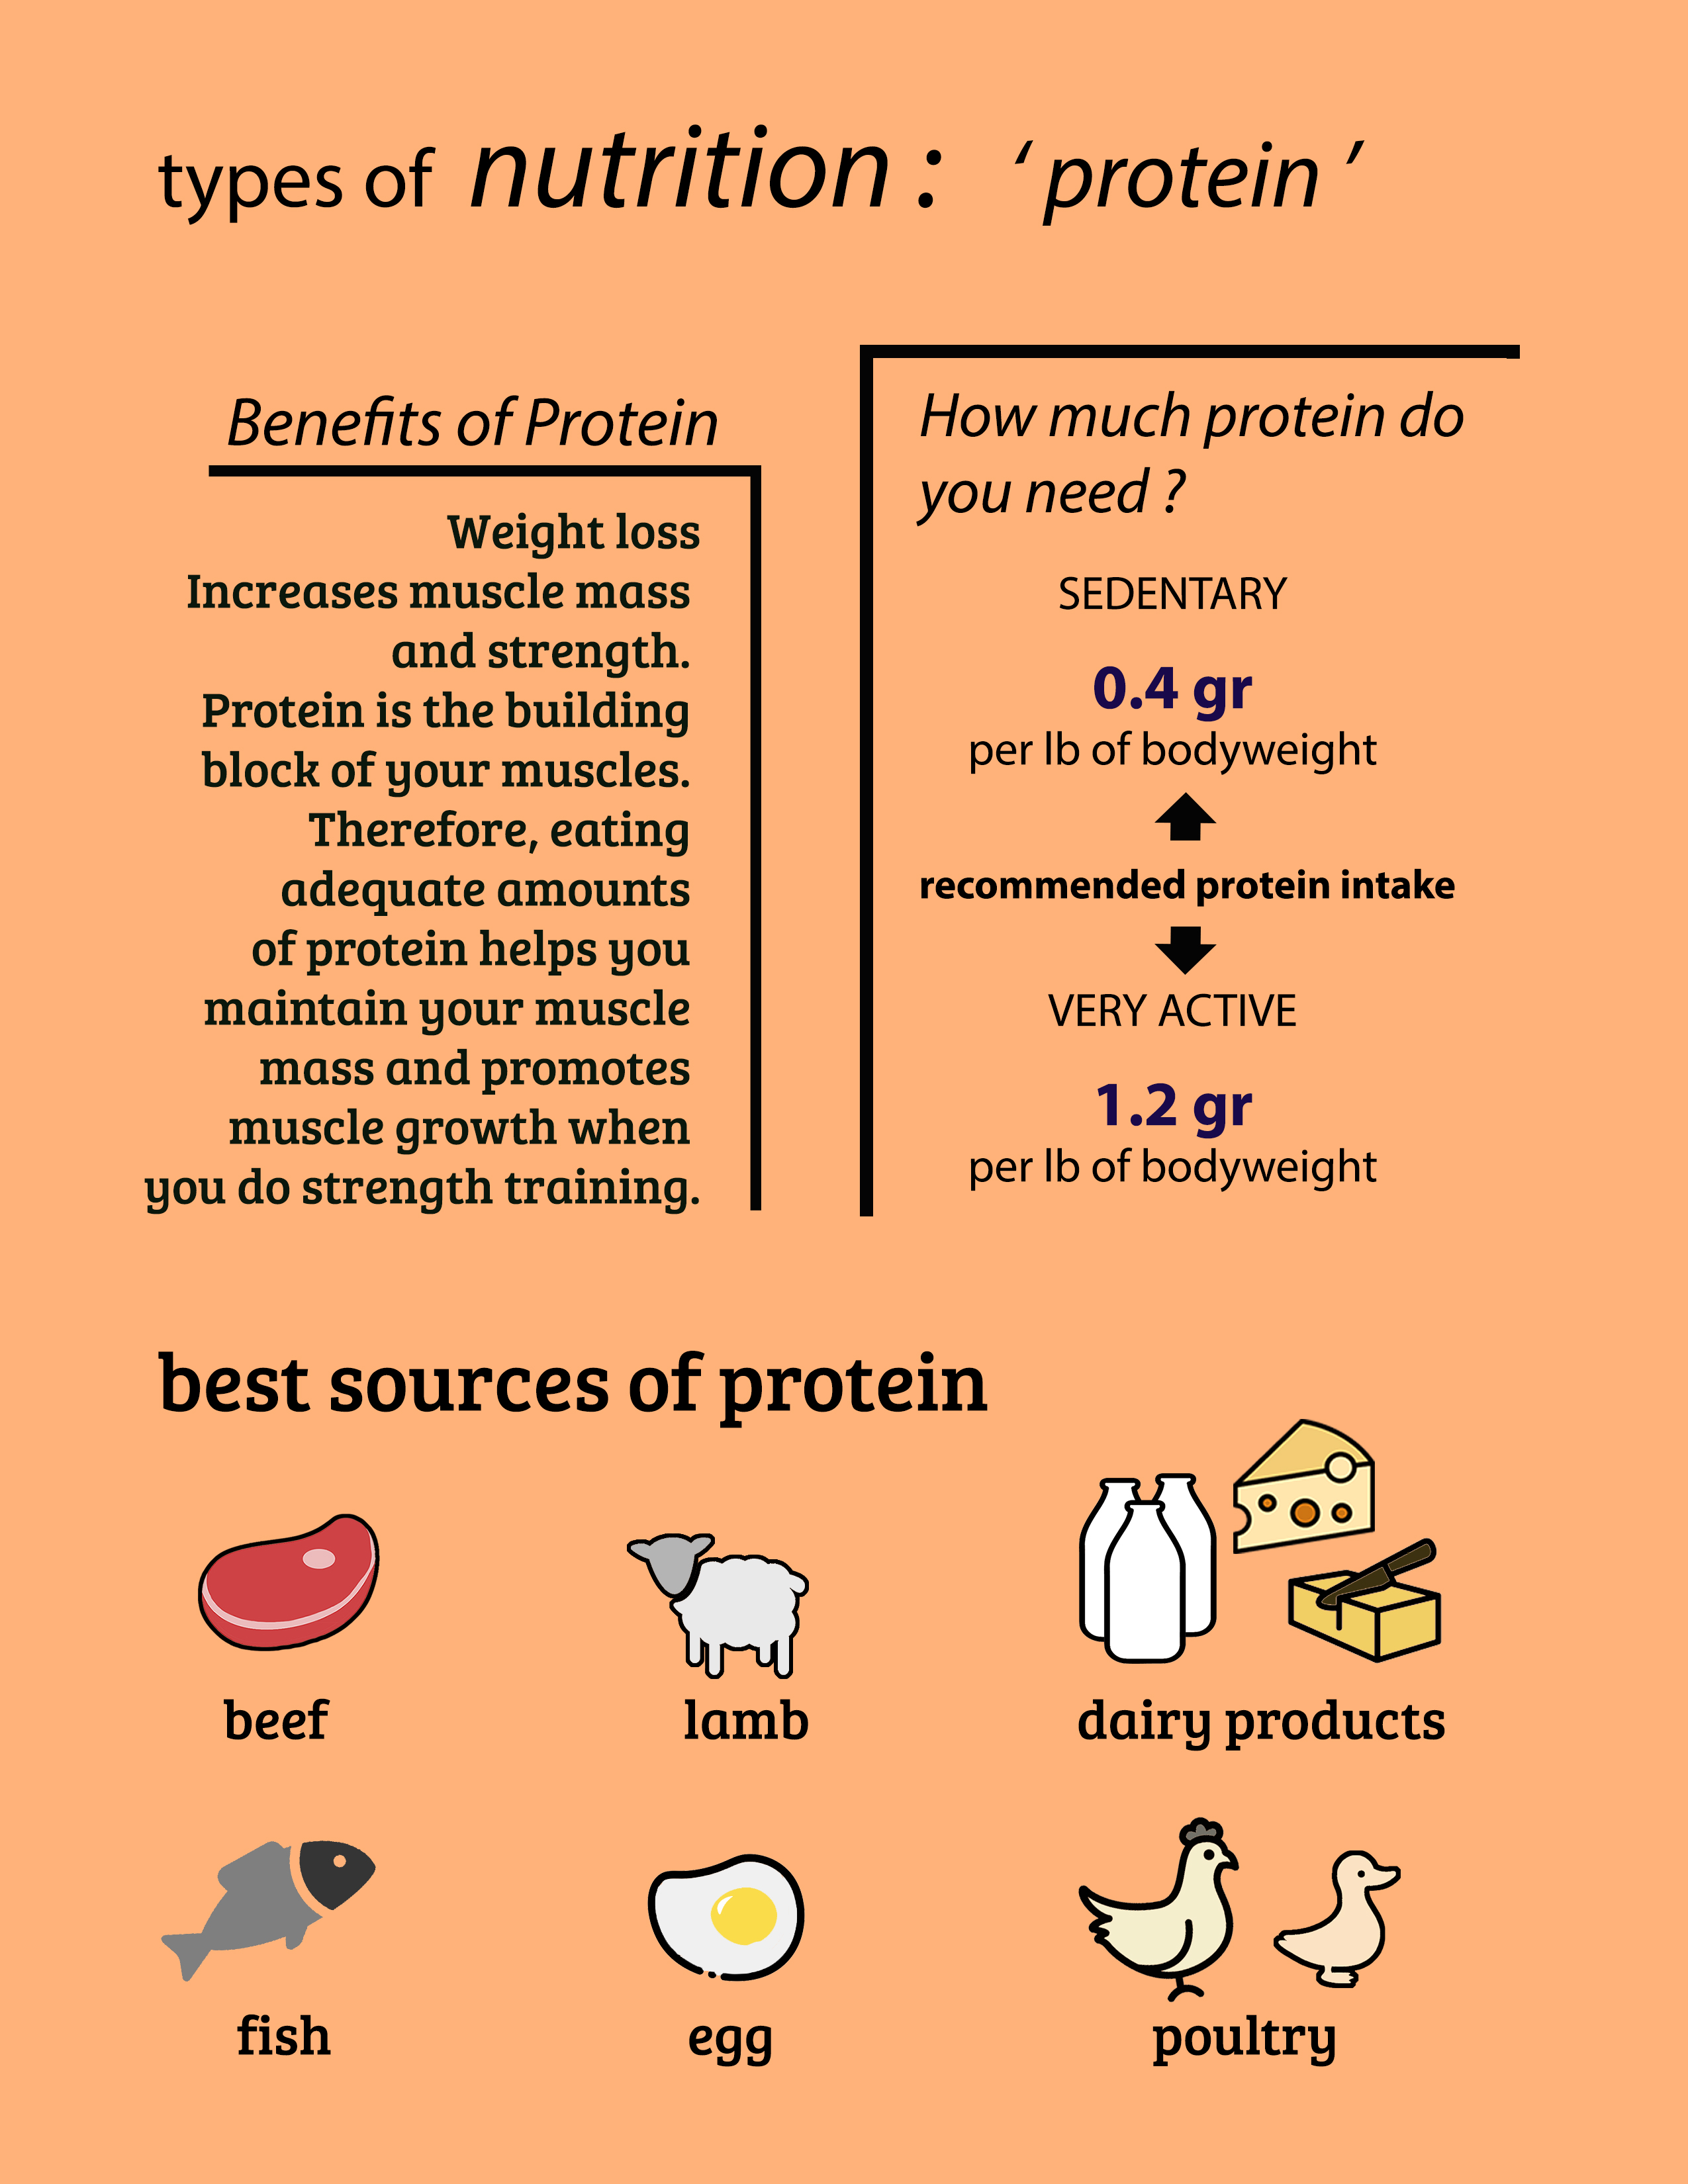 types of nutrition : ‘ protein ’
Benefits of Protein
Weight loss
Increases muscle mass
and strength.
Protein is the building
block of your muscles.
Therefore, eating
adequate amounts
of protein helps you
maintain your muscle
mass and promotes
muscle growth when
you do strength training.
How much protein do
you need ?
SEDENTARY
0.4 gr
per lb of bodyweight
recommended protein intake
VERY ACTIVE
1.2 gr
per lb of bodyweight
best sources of protein
beef
lamb
dairy products
fish
egg
poultry